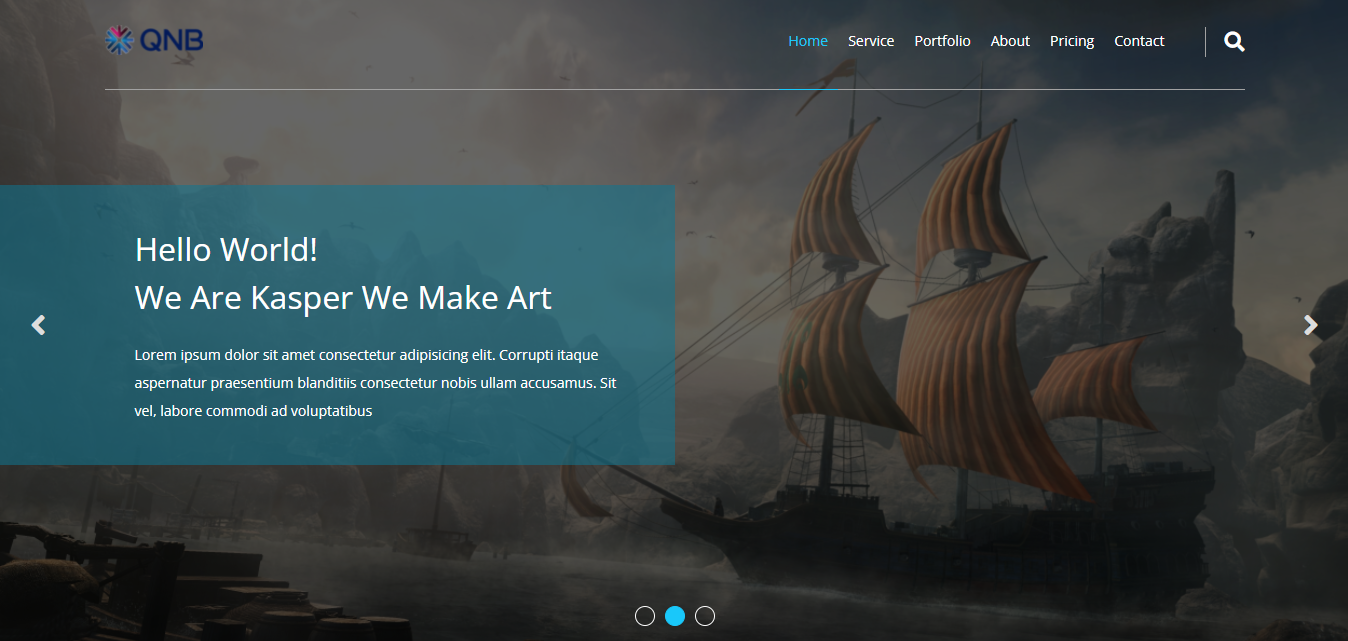 QNB
Home Service Portfolio About Pricing Contact
Hello World!
We Are Kasper We Make Art
Lorem ipsum dolor sit amet consectetur adipisicing elit. Corrupti itaque
aspernatur praesentium blanditiis consectetur nobis ullam accusamus. Sit
vel, labore commodi ad voluptatibus